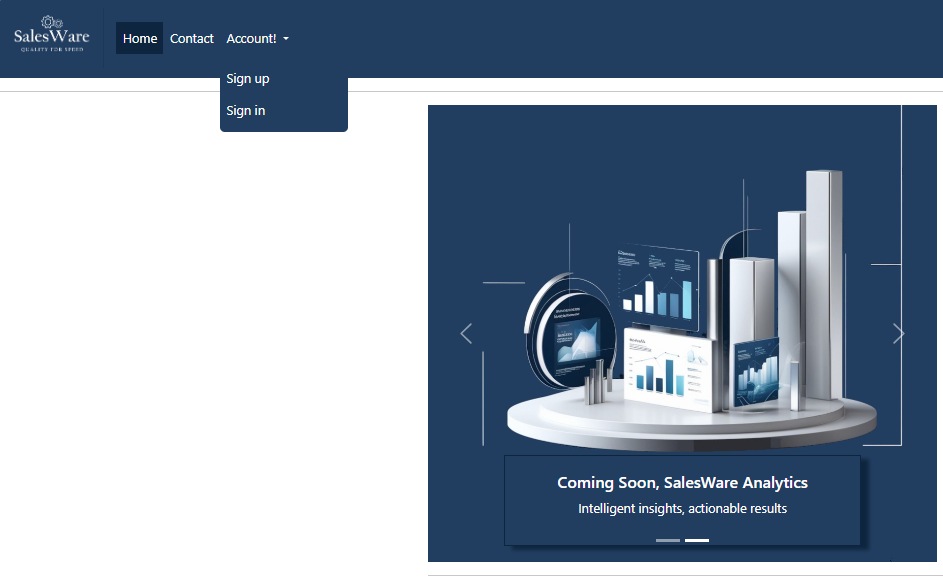 SalesWare
QUALITY FOR SPEED
Home
Contact
Account!
Sign up
Sign in
Coming Soon, SalesWare Analytics
Intelligent insights, actionable results